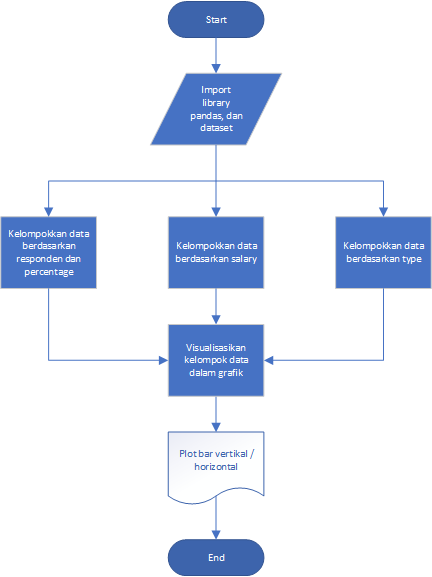 Start
Import
library
pandas, dan
dataset
Kelompokkan data
berdasarkan
responden dan
percentage
Kelompokkan data
berdasarkan salary
Kelompokkan data
berdasarkan type
Visualisasikan
kelompok data
dalam grafik
Plot bar vertikal /
horizontal
End